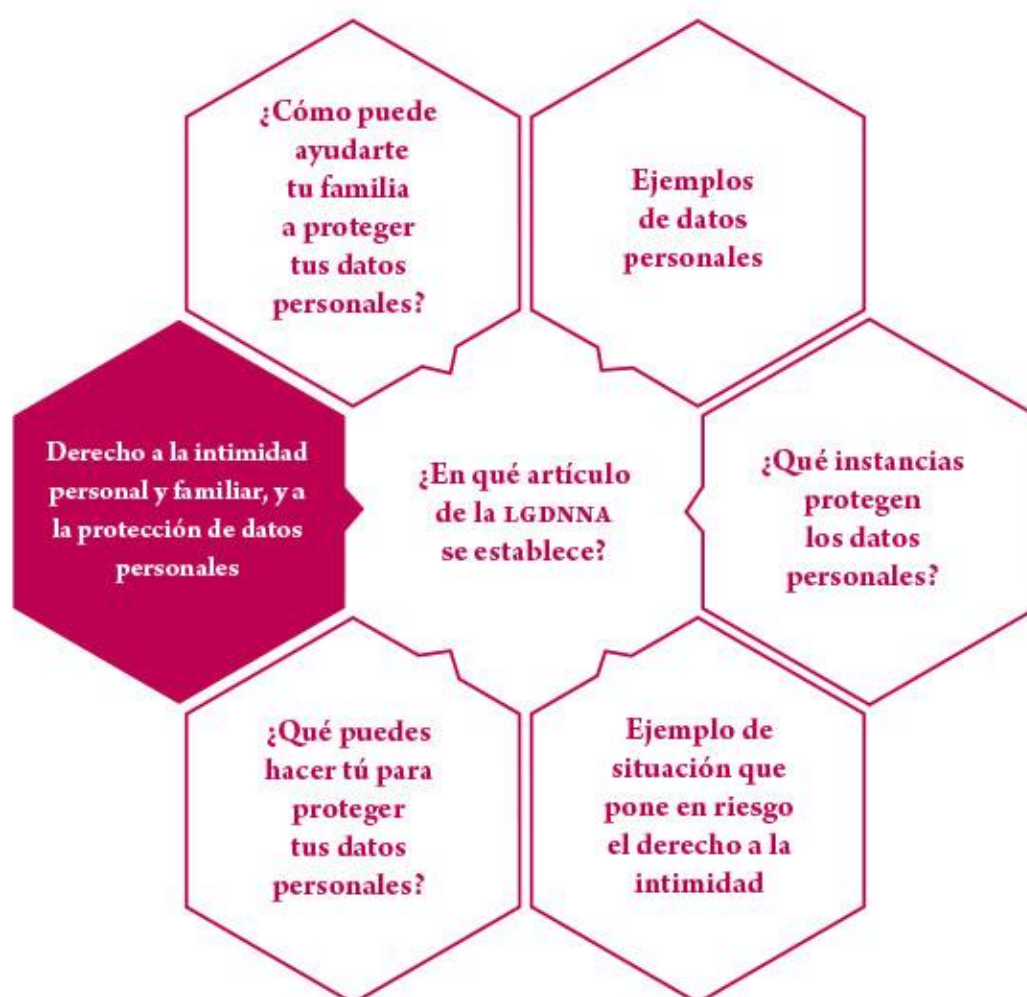 ¿Cómo puede
ayudarte
tu familia
a proteger
tus datos
personales?
Ejemplos
de datos
personales
Derecho a la intimidad
personal y familiar, y a
la protección de datos
personales
¿En qué artículo
de la LGDNNA
se establece?
¿Qué instancias
protegen
los datos
personales?
¿Qué puedes
hacer tú para
proteger
tus datos
personales?
Ejemplo de
situación que
pone en riesgo
el derecho a la
intimidad